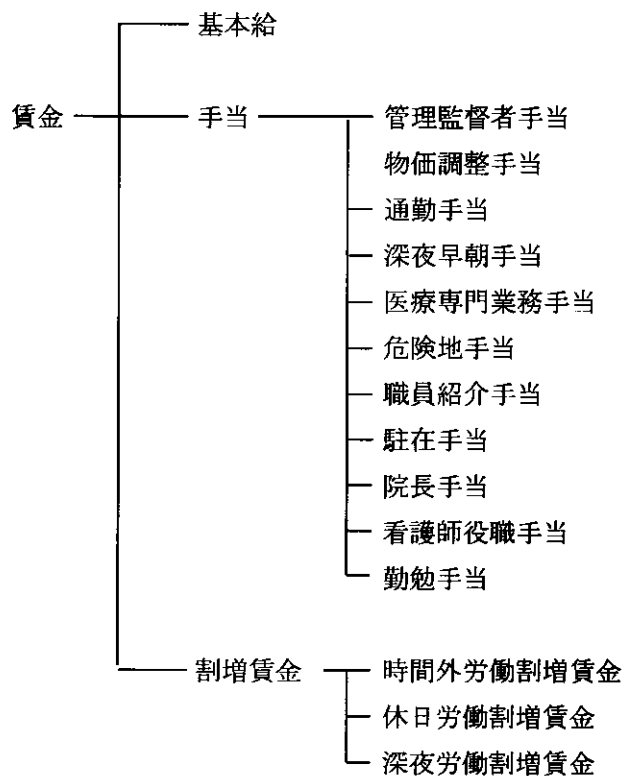 基本給
賃金 手当 管理監督者手当
物価調整手当
通勤手当
深夜早朝手当
医療専門業務手当
危険地手当
職員紹介手当
駐在手当
院長手当
看護師役職手当
勤勉手当
割増賃金 時間外労働割増賃金
休日労働割増賃金
深夜労働割増賃金